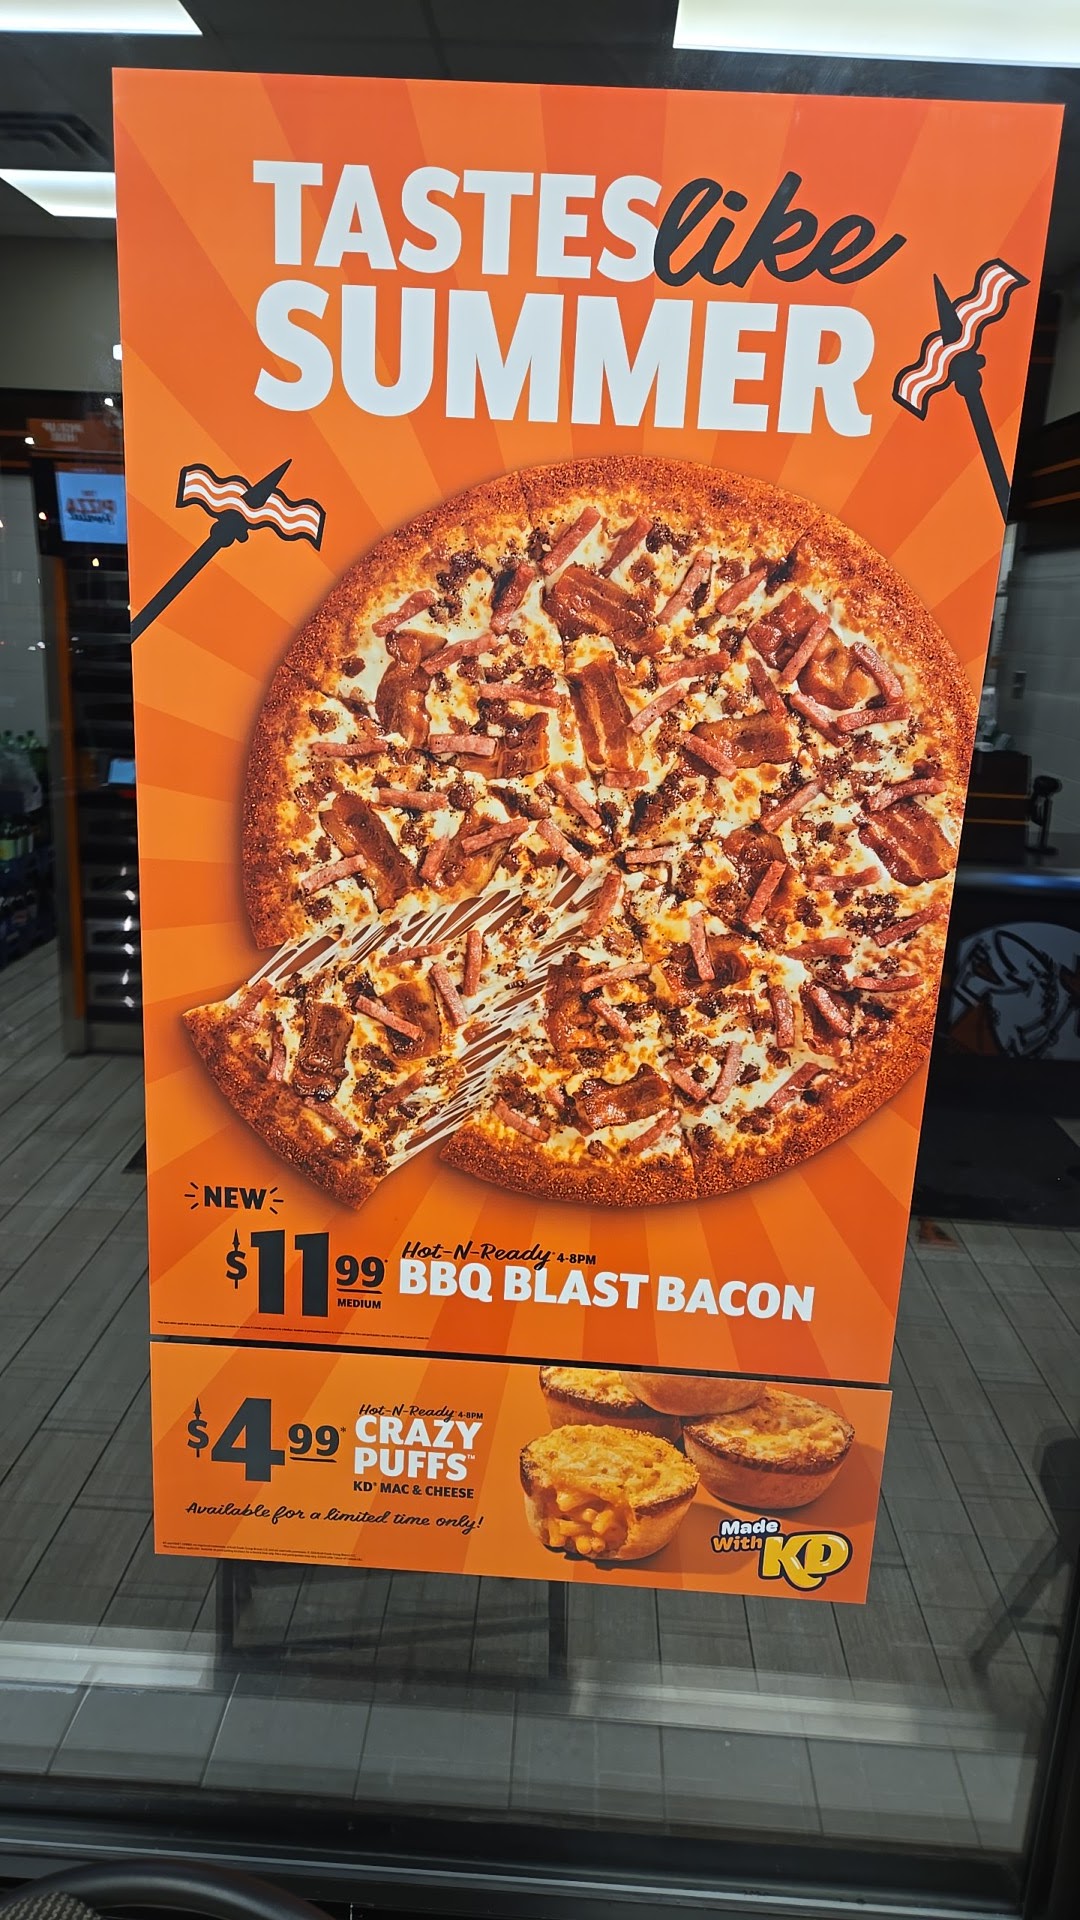 TASTES like
SUMMER
NEW
$11 99*
MEDIUM
Hot-N-Ready® 4-8PM
BBQ BLAST BACON
$4 99*
Hot-N-Ready® 4-8PM
CRAZY
PUFFS™
KD® MAC & CHEESE
Available for a limited time only!
Made
With KD